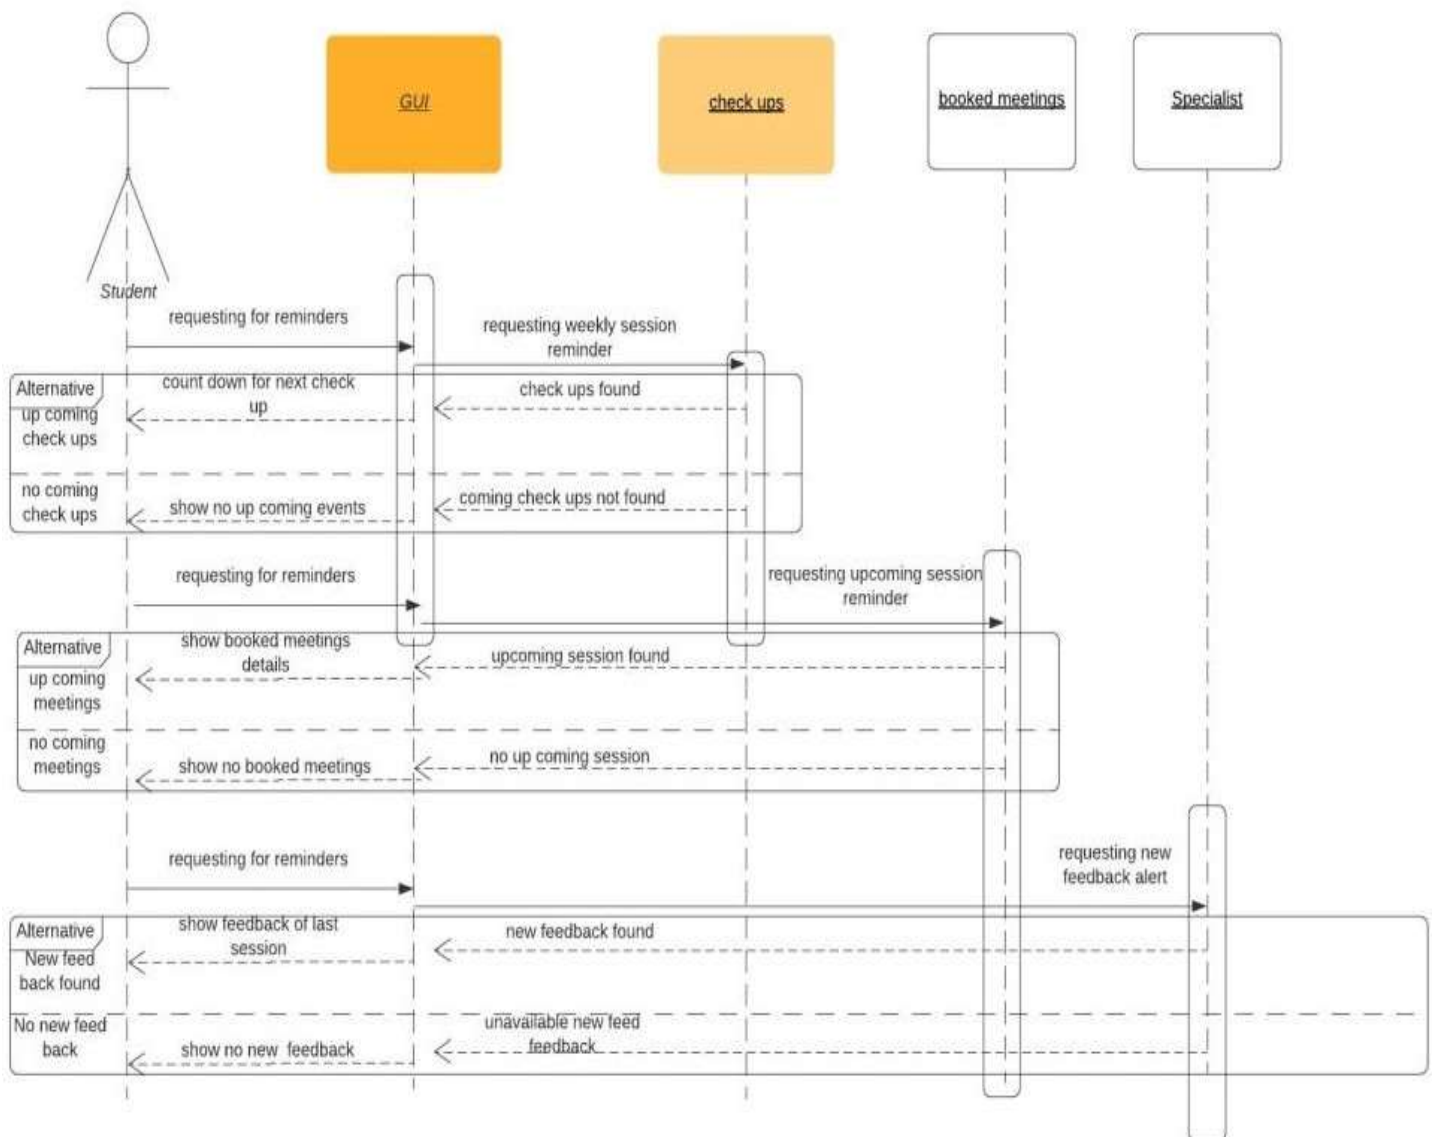 GUI
check ups
booked meetings
Specialist
Student
requesting for reminders
requesting weekly session
reminder
Alternative
count down for next check
up
check ups found
up coming
check ups
no coming
check ups
show no up coming events
coming check ups not found
requesting for reminders
requesting upcoming session
reminder
Alternative
show booked meetings
details
upcoming session found
up coming
meetings
no coming
meetings
show no booked meetings
no up coming session
requesting for reminders
requesting new
feedback alert
Alternative
show feedback of last
session
new feedback found
New feed
back found
No new feed
back
show no new feedback
unavailable new feed
feedback